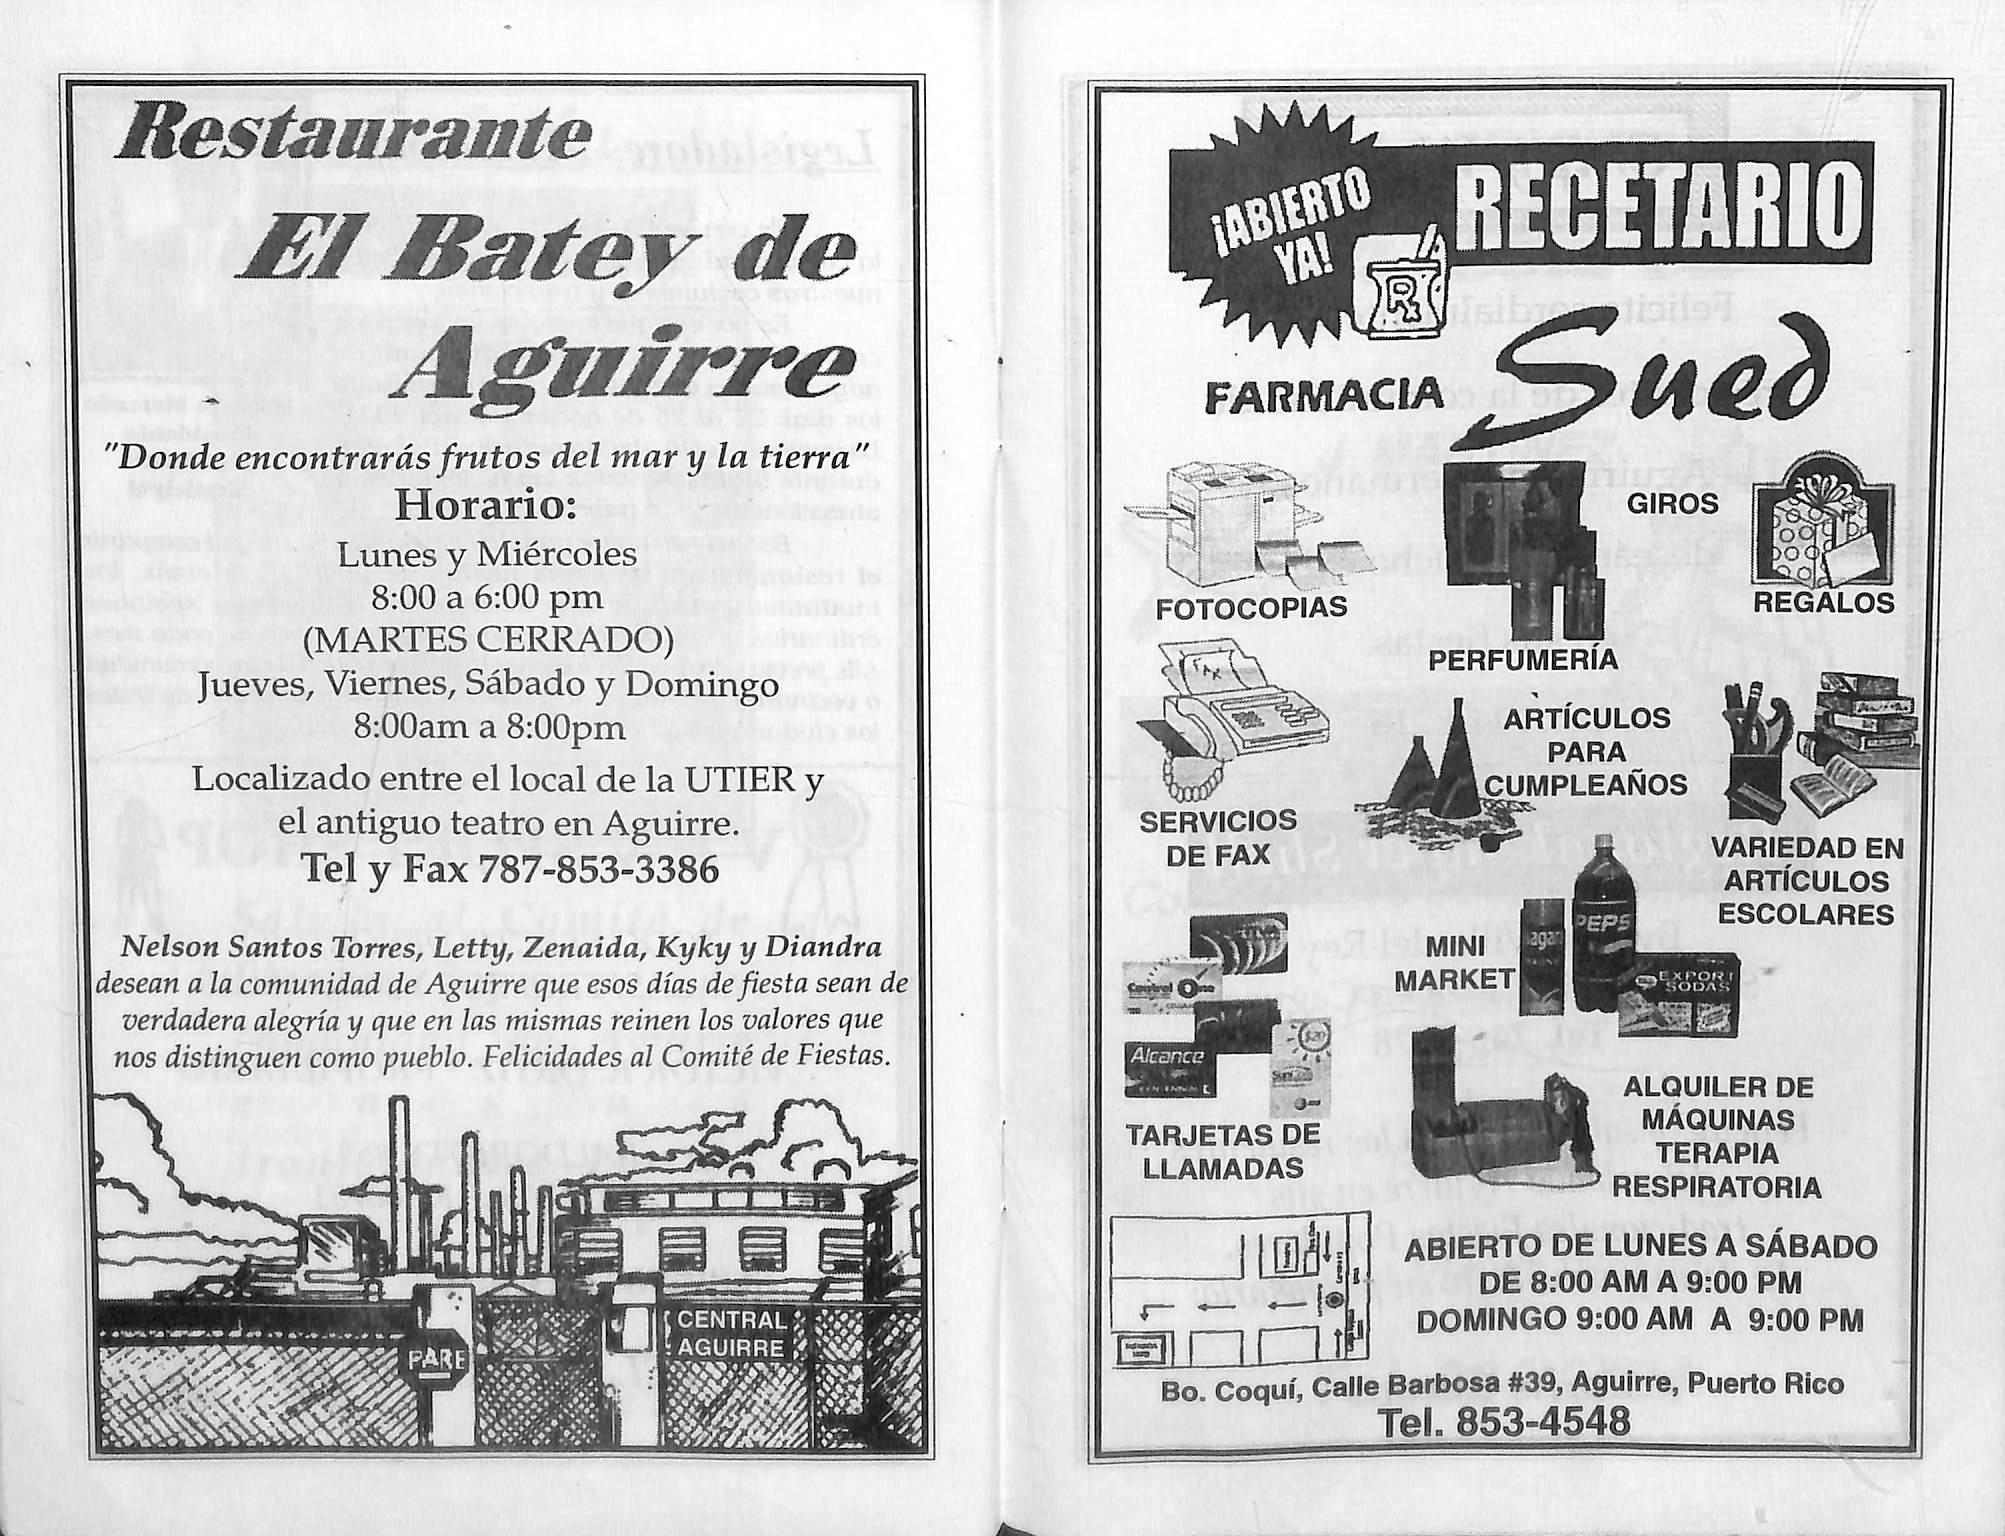 Restaurante
El Batey de
Aguirre
"Donde encontrarás frutos del mar y la tierra"
Horario:
Lunes y Miércoles
8:00 a 6:00 pm
(MARTES CERRADO)
Jueves, Viernes, Sábado y Domingo
8:00am a 8:00pm
Localizado entre el local de la UTIER y
el antiguo teatro en Aguirre.
Tel y Fax 787-853-3386
Nelson Santos Torres, Letty, Zenaida, Kyky y Diandra
desean a la comunidad de Aguirre que esos días de fiesta sean de
verdadera alegría y que en las mismas reinen los valores que
nos distinguen como pueblo. Felicidades al Comité de Fiestas.
CENTRAL
AGUIRRE
PARE
¡ABIERTO
YA!
RECETARIO
Rx
FARMACIA Sued
FOTOCOPIAS
PERFUMERÍA
GIROS
REGALOS
FAX
SERVICIOS
DE FAX
ARTÍCULOS
PARA
CUMPLEAÑOS
VARIEDAD EN
ARTÍCULOS
ESCOLARES
Alcance
TARJETAS DE
LLAMADAS
MINI
MARKET
PEPSI
EXPORT
SODAS
ALQUILER DE
MÁQUINAS
TERAPIA
RESPIRATORIA
ABIERTO DE LUNES A SÁBADO
DE 8:00 AM A 9:00 PM
DOMINGO 9:00 AM A 9:00 PM
Bo. Coquí, Calle Barbosa #39, Aguirre, Puerto Rico
Tel. 853-4548